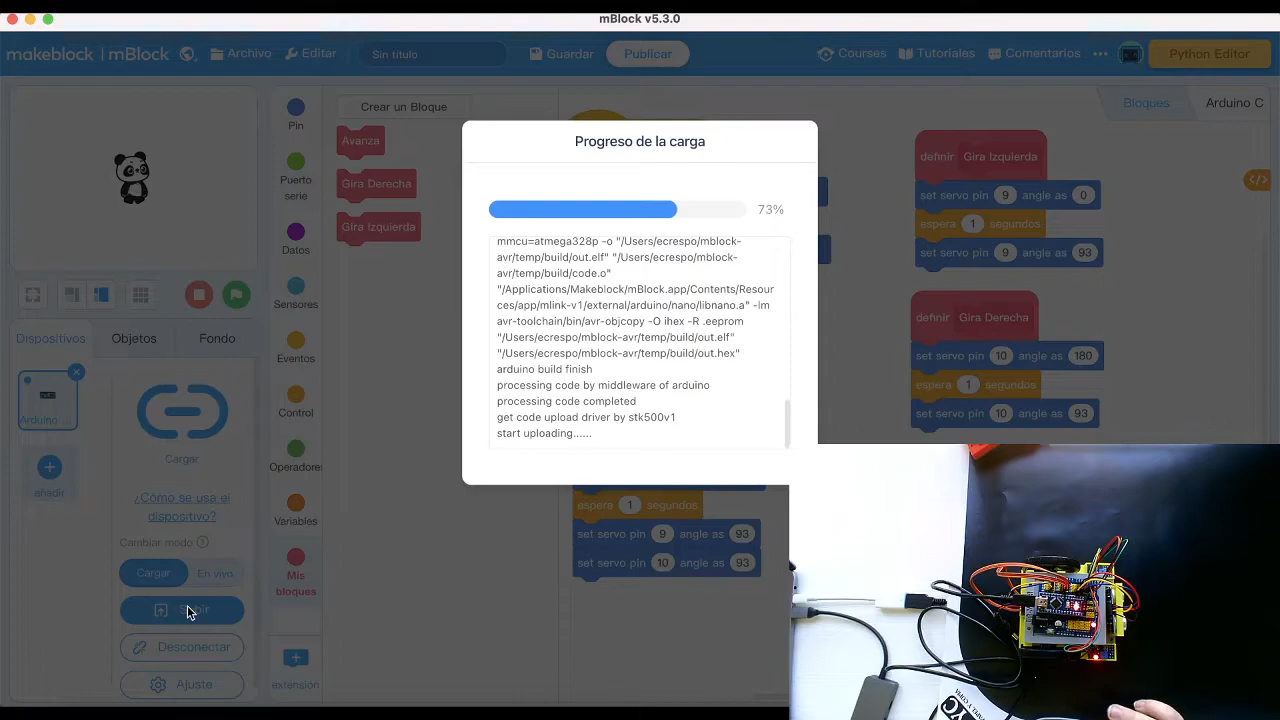 mBlock v5.3.0
makeblock | mBlock
Archivo
Editar
Sin título
Guardar
Publicar
Courses
Tutoriales
Comentarios
Python Editor
Pin
Puerto
serie
Datos
Sensores
Eventos
Control
Operadores
Variables
Mis
bloques
extensión
Crear un Bloque
Avanza
Gira Derecha
Gira Izquierda
Bloques
Arduino C
Progreso de la carga
73%
mmcu=atmega328p -o "/Users/ecrespo/mblock-
avr/temp/build/out.elf" "/Users/ecrespo/mblock-
avr/temp/build/code.o"
"/Applications/Makeblock/mBlock.app/Contents/Resour
ces/app/mlink-v1/external/arduino/nano/libnano.a" -lm
avr-toolchain/bin/avr-objcopy -O ihex -R .eeprom
"/Users/ecrespo/mblock-avr/temp/build/out.elf"
"/Users/ecrespo/mblock-avr/temp/build/out.hex"
arduino build finish
processing code by middleware of arduino
processing code completed
get code upload driver by stk500v1
start uploading......
definir Gira Izquierda
set servo pin 9 angle as 0
espera 1 segundos
set servo pin 9 angle as 93
definir Gira Derecha
set servo pin 10 angle as 180
espera 1 segundos
set servo pin 10 angle as 93
espera 1 segundos
set servo pin 9 angle as 93
set servo pin 10 angle as 93
Dispositivos
Objetos
Fondo
Arduino
añadir
Cargar
¿Cómo se usa el
dispositivo?
Cambiar modo
Cargar
En vivo
Subir
Desconectar
Ajuste